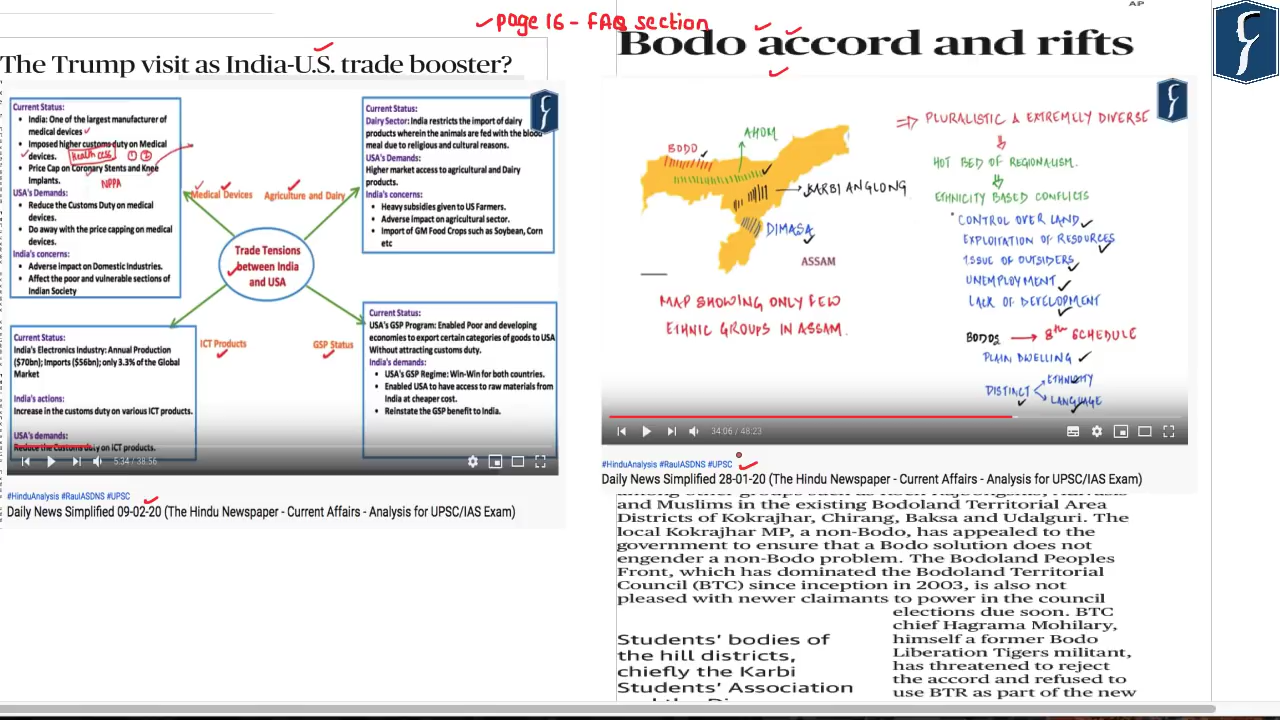 AP
page 16 - FAQ section
The Trump visit as India-U.S. trade booster?
Current Status:
India: One of the largest manufacturer of
medical devices
Imposed higher customs duty on Medical
devices.
Health cess
Price Cap on Coronary Stents and Knee
Implants.
NPPA
USA's Demands:
Reduce the Customs Duty on medical
devices.
Do away with the price capping on medical
devices.
India's concerns:
Adverse impact on Domestic Industries.
Affect the poor and vulnerable sections of
Indian Society
Medical Devices
Agriculture and Dairy
Current Status:
Dairy Sector: India restricts the import of dairy
products wherein the animals are fed with the blood
meal due to religious and cultural reasons.
USA's Demands:
Higher market access to agricultural and Dairy
products.
India's concerns:
Heavy subsidies given to US Farmers.
Adverse impact on agricultural sector.
Import of GM Food Crops such as Soybean, Corn
etc
Trade Tensions
between India
and USA
ICT Products
GSP Status
Current Status:
India's Electronics Industry: Annual Production
($70bn); Imports ($56bn); only 3.3% of the Global
Market
India's actions:
Increase in the customs duty on various ICT products.
USA's demands:
Reduce the Customs duty on ICT products.
Current Status:
USA's GSP Program: Enabled Poor and developing
economies to export certain categories of goods to USA
Without attracting customs duty.
India's demands:
USA's GSP Regime: Win-Win for both countries.
Enabled USA to have access to raw materials from
India at cheaper cost.
Reinstate the GSP benefit to India.
5:34 / 38:56
#HinduAnalysis #RauIASDNS #UPSC
Daily News Simplified 09-02-20 (The Hindu Newspaper - Current Affairs - Analysis for UPSC/IAS Exam)
Bodo accord and rifts
BODO
AHOM
KARBI ANGLONG
DIMASA
ASSAM
MAP SHOWING ONLY FEW
ETHNIC GROUPS IN ASSAM.
PLURALISTIC & EXTREMELY DIVERSE
HOT BED OF REGIONALISM.
ETHNICITY BASED CONFLICTS
CONTROL OVER LAND
EXPLOITATION OF RESOURCES
ISSUE OF OUTSIDERS
UNEMPLOYMENT
LACK OF DEVELOPMENT
BODOS → 8th SCHEDULE
PLAIN DWELLING
DISTINCT
ETHNICITY
LANGUAGE
34:06 / 48:23
#HinduAnalysis #RauIASDNS #UPSC
Daily News Simplified 28-01-20 (The Hindu Newspaper - Current Affairs - Analysis for UPSC/IAS Exam)
and Muslims in the existing Bodoland Territorial Area
Districts of Kokrajhar, Chirang, Baksa and Udalguri. The
local Kokrajhar MP, a non-Bodo, has appealed to the
government to ensure that a Bodo solution does not
engender a non-Bodo problem. The Bodoland Peoples
Front, which has dominated the Bodoland Territorial
Council (BTC) since inception in 2003, is also not
pleased with newer claimants to power in the council
elections due soon. BTC
chief Hagrama Mohilary,
himself a former Bodo
Liberation Tigers militant,
has threatened to reject
the accord and refused to
use BTR as part of the new
Students' bodies of
the hill districts,
chiefly the Karbi
Students' Association